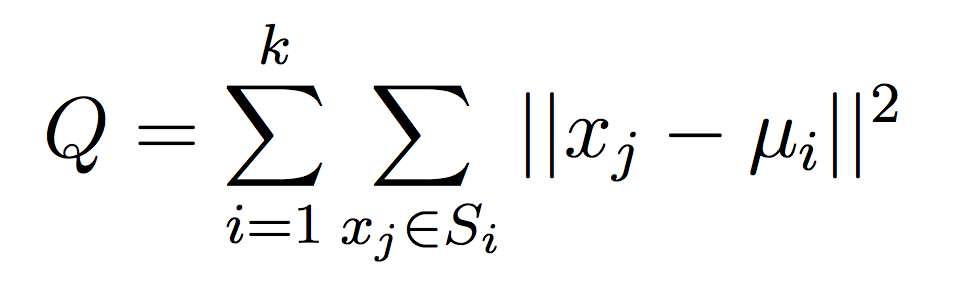 Q = \sum_{i=1}^{k} \sum_{x_j \in S_i} ||x_j - \mu_i||^2